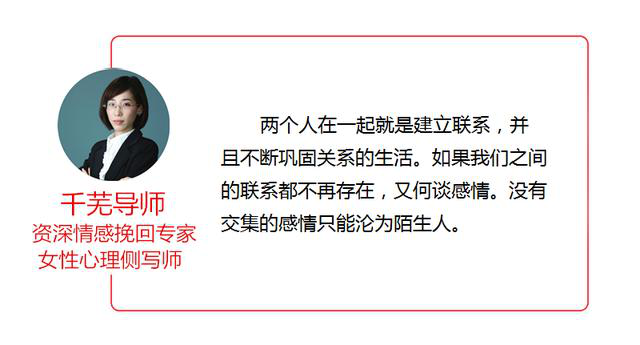 两个人在一起就是建立联系，并
且不断巩固关系的生活。如果我们之间
的联系都不再存在，又何谈感情。没有
交集的感情只能沦为陌生人。
千芜导师
资深情感挽回专家
女性心理侧写师